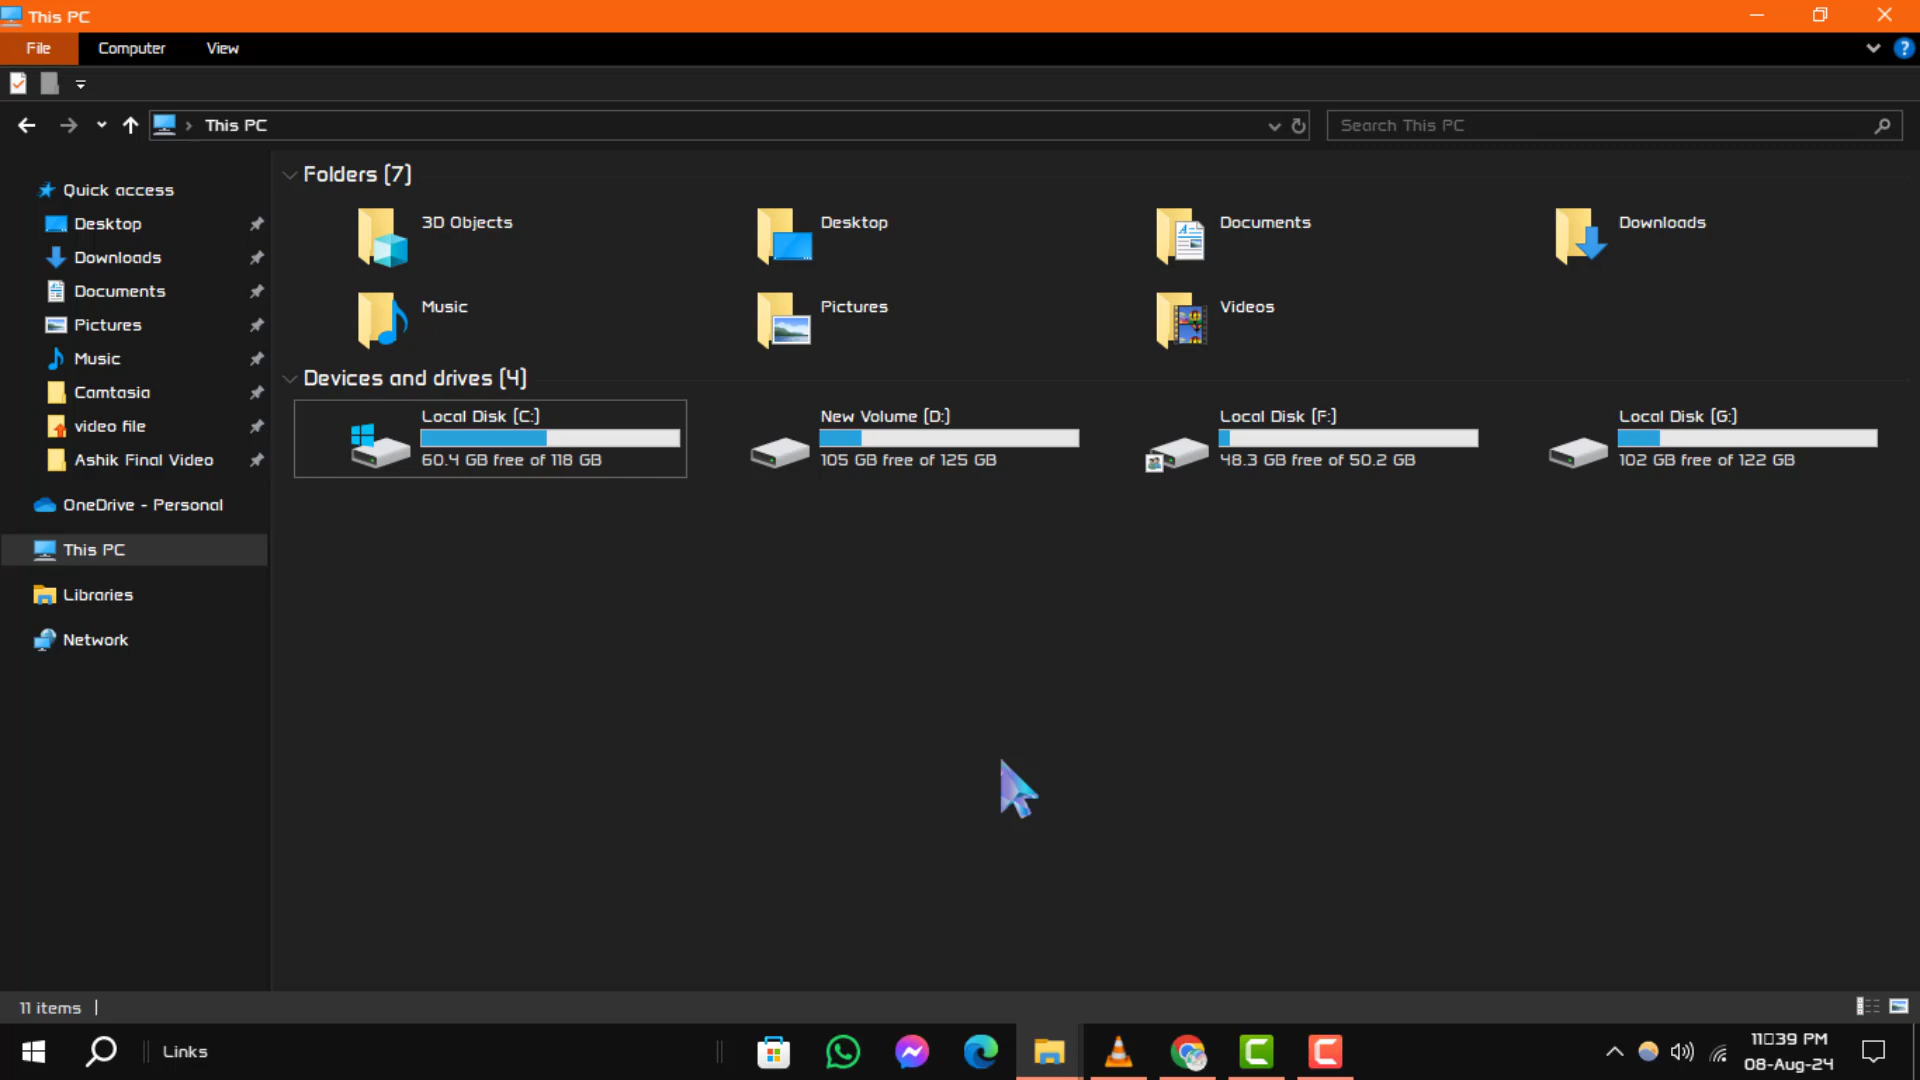 This PC
File Computer View
This PC
Search This PC
Quick access
Desktop
Downloads
Documents
Pictures
Music
Camtasia
video file
Ashik Final Video
OneDrive - Personal
This PC
Libraries
Network
Folders (7)
3D Objects
Desktop
Documents
Downloads
Music
Pictures
Videos
Devices and drives (4)
Local Disk (C:)
60.4 GB free of 118 GB
New Volume (D:)
105 GB free of 125 GB
Local Disk (F:)
48.3 GB free of 50.2 GB
Local Disk (G:)
102 GB free of 122 GB
11 items
Links
11□39 PM
08-Aug-24